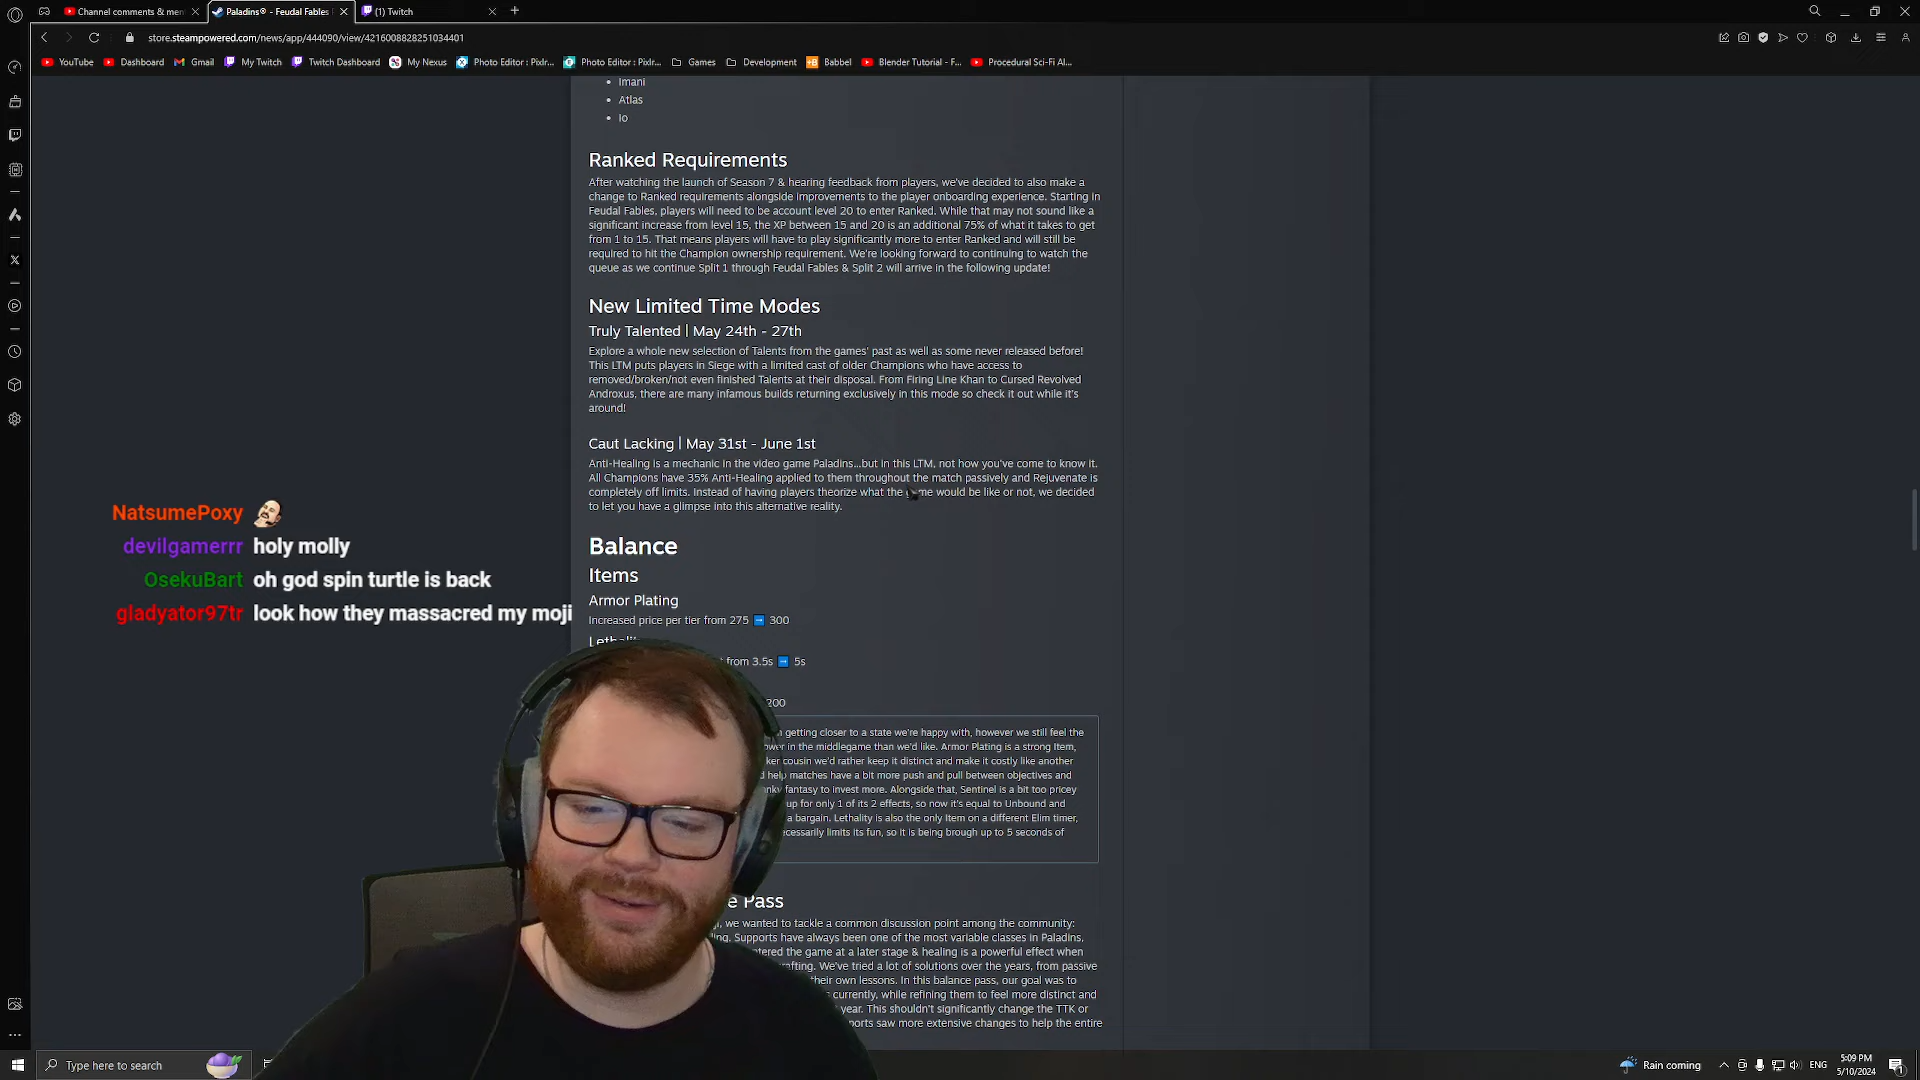 Channel comments & men
Paladins® - Feudal Fables
(1) Twitch
store.steampowered.com/news/app/444090/view/4216008828251034401
YouTube
Dashboard
Gmail
My Twitch
Twitch Dashboard
My Nexus
Photo Editor : Pixlr...
Photo Editor : Pixlr...
Games
Development
Babbel
Blender Tutorial - F...
Procedural Sci-Fi Al...
• Imani
• Atlas
• Io
Ranked Requirements
After watching the launch of Season 7 & hearing feedback from players, we've decided to also make a
change to Ranked requirements alongside improvements to the player onboarding experience. Starting in
Feudal Fables, players will need to be account level 20 to enter Ranked. While that may not sound like a
significant increase from level 15, the XP between 15 and 20 is an additional 75% of what it takes to get
from 1 to 15. That means players will have to play significantly more to enter Ranked and will still be
required to hit the Champion ownership requirement. We're looking forward to continuing to watch the
queue as we continue Split 1 through Feudal Fables & Split 2 will arrive in the following update!
New Limited Time Modes
Truly Talented | May 24th - 27th
Explore a whole new selection of Talents from the games' past as well as some never released before!
This LTM puts players in Siege with a limited cast of older Champions who have access to
removed/broken/not even finished Talents at their disposal. From Firing Line Khan to Cursed Revolved
Androxus, there are many infamous builds returning exclusively in this mode so check it out while it's
around!
Caut Lacking | May 31st - June 1st
Anti-Healing is a mechanic in the video game Paladins...but in this LTM, not how you've come to know it.
All Champions have 35% Anti-Healing applied to them throughout the match passively and Rejuvenate is
completely off limits. Instead of having players theorize what the game would be like or not, we decided
to let you have a glimpse into this alternative reality.
NatsumePoxy
devilgamerrr holy molly
OsekuBart oh god spin turtle is back
gladyator97tr look how they massacred my moji
Balance
Items
Armor Plating
Increased price per tier from 275 ➡ 300
Lethality
from 3.5s ➡ 5s
200
getting closer to a state we're happy with, however we still feel the
ower in the middlegame than we'd like. Armor Plating is a strong Item,
ker cousin we'd rather keep it distinct and make it costly like another
d help matches have a bit more push and pull between objectives and
nky fantasy to invest more. Alongside that, Sentinel is a bit too pricey
up for only 1 of its 2 effects, so now it's equal to Unbound and
a bargain. Lethality is also the only Item on a different Elim timer,
ecessarily limits its fun, so it is being brough up to 5 seconds of
e Pass
ji, we wanted to tackle a common discussion point among the community:
ling. Supports have always been one of the most variable classes in Paladins.
ntered the game at a later stage & healing is a powerful effect when
rafting. We've tried a lot of solutions over the years, from passive
heir own lessons. In this balance pass, our goal was to
s currently, while refining them to feel more distinct and
year. This shouldn't significantly change the TTK or
ports saw more extensive changes to help the entire
Type here to search
Rain coming
ENG
5:09 PM
5/10/2024